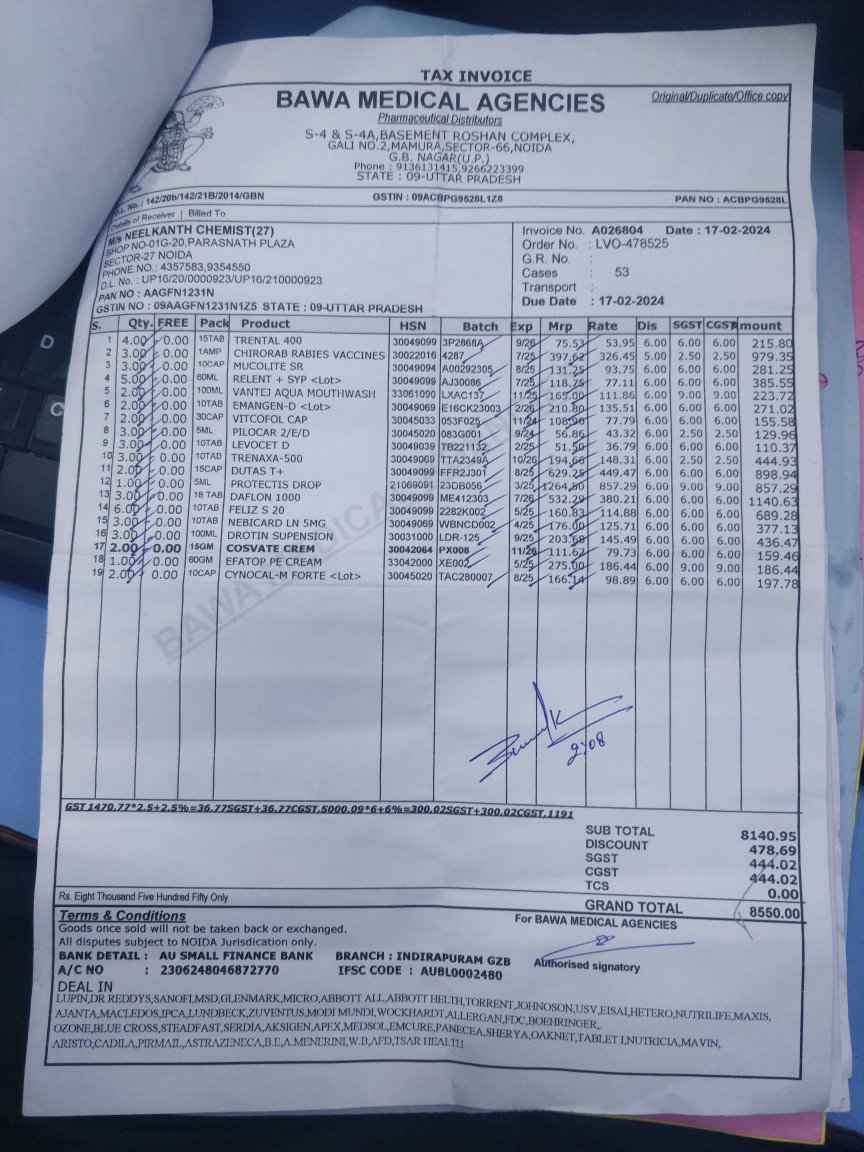 TAX INVOICE
Original/Duplicate/Office copy
BAWA MEDICAL AGENCIES
Pharmaceutical Distributors
S-4 & S-4A,BASEMENT ROSHAN COMPLEX,
GALI NO.2,MAMURA,SECTOR-66,NOIDA
G.B. NAGAR(U.P.)
Phone : 9136131415,9266223399
STATE : 09-UTTAR PRADESH
D.L. No. : 142/20b/142/21B/2014/GBN GSTIN : 09ACBPG9528L1Z8 PAN NO : ACBPG9528L
Details of Receiver | Billed To
M/s NEELKANTH CHEMIST(27)
SHOP NO-01G-20,PARASNATH PLAZA
SECTOR-27 NOIDA
PHONE.NO.: 4357583,9354550
D.L. No. : UP16/20/0000923/UP16/210000923
PAN NO : AAGFN1231N
GSTIN NO : 09AAGFN1231N1Z5 STATE : 09-UTTAR PRADESH
Invoice No. A026804 Date : 17-02-2024
Order No. : LVO-478525
G.R. No. :
Cases : 53
Transport :
Due Date : 17-02-2024
S. Qty. FREE Pack Product HSN Batch Exp Mrp Rate Dis SGST CGST Amount
1 4.00 0.00 15TAB TRENTAL 400 30049099 3P2868A 9/26 75.53 53.95 6.00 6.00 6.00 215.80
2 3.00 0.00 1AMP CHIRORAB RABIES VACCINES 30022016 4287 7/25 397.62 326.45 5.00 2.50 2.50 979.35
3 3.00 0.00 10CAP MUCOLITE SR 30049094 A00292305 8/25 131.25 93.75 6.00 6.00 6.00 281.25
4 5.00 0.00 60ML RELENT + SYP <Lot> 30049099 AJ30086 7/25 118.75 77.11 6.00 6.00 6.00 385.55
5 2.00 0.00 100ML VANTEJ AQUA MOUTHWASH 33061090 LXAC137 11/25 165.00 111.86 6.00 9.00 9.00 223.72
6 2.00 0.00 10TAB EMANGEN-D <Lot> 30049069 E16CK23003 2/26 210.80 135.51 6.00 6.00 6.00 271.02
7 2.00 0.00 30CAP VITCOFOL CAP 30045033 053F025 11/24 108.90 77.79 6.00 6.00 6.00 155.58
8 3.00 0.00 5ML PILOCAR 2/E/D 30045020 083G001 9/24 56.86 43.32 6.00 2.50 2.50 129.96
9 3.00 0.00 10TAB LEVOCET D 30049039 TB221132 2/25 51.50 36.79 6.00 6.00 6.00 110.37
10 3.00 0.00 10TAB TRENAXA-500 30049069 TTA2349A 10/26 194.66 148.31 6.00 2.50 2.50 444.93
11 2.00 0.00 15CAP DUTAS T+ 30049099 FFR2J301 8/25 629.25 449.47 6.00 6.00 6.00 898.94
12 1.00 0.00 5ML PROTECTIS DROP 21069091 23DB056 3/25 1264.50 857.29 6.00 9.00 9.00 857.29
13 3.00 0.00 18 TAB DAFLON 1000 30049099 ME412303 7/26 532.29 380.21 6.00 6.00 6.00 1140.63
14 6.00 0.00 10TAB FELIZ S 20 30049099 2282K002 5/25 160.83 114.88 6.00 6.00 6.00 689.28
15 3.00 0.00 10TAB NEBICARD LN 5MG 30049069 WBNCD002 4/25 176.00 125.71 6.00 6.00 6.00 377.13
16 3.00 0.00 100ML DROTIN SUPENSION 30031000 LDR-125 9/25 203.68 145.49 6.00 6.00 6.00 436.47
17 2.00 0.00 15GM COSVATE CREM 30042064 PX008 11/26 111.62 79.73 6.00 6.00 6.00 159.46
18 1.00 0.00 60GM EFATOP PE CREAM 33042000 XE002 5/25 275.00 186.44 6.00 9.00 9.00 186.44
19 2.00 0.00 10CAP CYNOCAL-M FORTE <Lot> 30045020 TAC280007 8/25 166.14 98.89 6.00 6.00 6.00 197.78
GST 1470.77*2.5+2.5%=36.77SGST+36.77CGST,5000.09*6+6%=300.02SGST+300.02CGST,1191
SUB TOTAL 8140.95
DISCOUNT 478.69
SGST 444.02
CGST 444.02
TCS 0.00
Rs. Eight Thousand Five Hundred Fifty Only
GRAND TOTAL 8550.00
Terms & Conditions
For BAWA MEDICAL AGENCIES
Goods once sold will not be taken back or exchanged.
All disputes subject to NOIDA Jurisdication only.
BANK DETAIL : AU SMALL FINANCE BANK BRANCH : INDIRAPURAM GZB
A/C NO : 2306248046872770 IFSC CODE : AUBL0002480
Authorised signatory
DEAL IN
LUPIN,DR REDDYS,SANOFI,MSD,GLENMARK,MICRO,ABBOTT ALL,ABBOTT HELTH,TORRENT,JOHNOSON,USV,EISAI,HETERO,NUTRILIFE,MAXIS,
AJANTA,MACLEDOS,IPCA,LUNDBECK,ZUVENTUS,MODI MUNDI,WOCKHARDT,ALLERGAN,FDC,BOEHRINGER,.
OZONE,BLUE CROSS,STEADFAST,SERDIA,AKSIGEN,APEX,MEDSOL,EMCURE,PANECEA,SHERYA,OAKNET,TABLET I,NUTRICIA,MAVIN,
ARISTO,CADILA,PIRMAIL,ASTRAZENECA,B.E,A.MENERINI,W.B,AFD,TSAR HEALTH